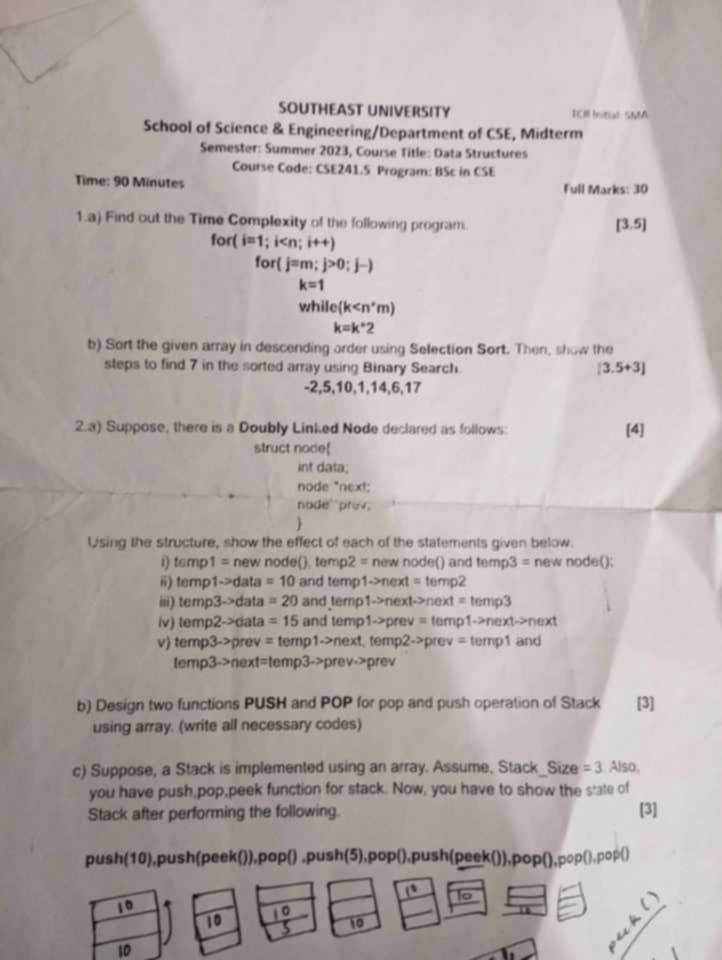 SOUTHEAST UNIVERSITY
TCR Initial: SMA
School of Science & Engineering/Department of CSE, Midterm
Semester: Summer 2023, Course Title: Data Structures
Course Code: CSE241.5 Program: BSc in CSE
Time: 90 Minutes
Full Marks: 30
1.a) Find out the Time Complexity of the following program. [3.5]
for( i=1; i<n; i++)
for( j=m; j>0; j--)
k=1
while(k<n*m)
k=k*2
b) Sort the given array in descending order using Selection Sort. Then, show the
steps to find 7 in the sorted array using Binary Search. [3.5+3]
-2,5,10,1,14,6,17
2.a) Suppose, there is a Doubly Linked Node declared as follows: [4]
struct node{
int data;
node *next;
node *prev;
}
Using the structure, show the effect of each of the statements given below.
i) temp1 = new node(), temp2 = new node() and temp3 = new node();
ii) temp1->data = 10 and temp1->next = temp2
iii) temp3->data = 20 and temp1->next->next = temp3
iv) temp2->data = 15 and temp1->prev = temp1->next->next
v) temp3->prev = temp1->next, temp2->prev = temp1 and
temp3->next=temp3->prev->prev
b) Design two functions PUSH and POP for pop and push operation of Stack [3]
using array. (write all necessary codes)
c) Suppose, a Stack is implemented using an array. Assume, Stack_Size = 3. Also,
you have push,pop,peek function for stack. Now, you have to show the state of
Stack after performing the following. [3]
push(10),push(peek()),pop() ,push(5),pop(),push(peek()),pop(),pop(),pop()
10 10 10 10 10
10 5 10
peek()